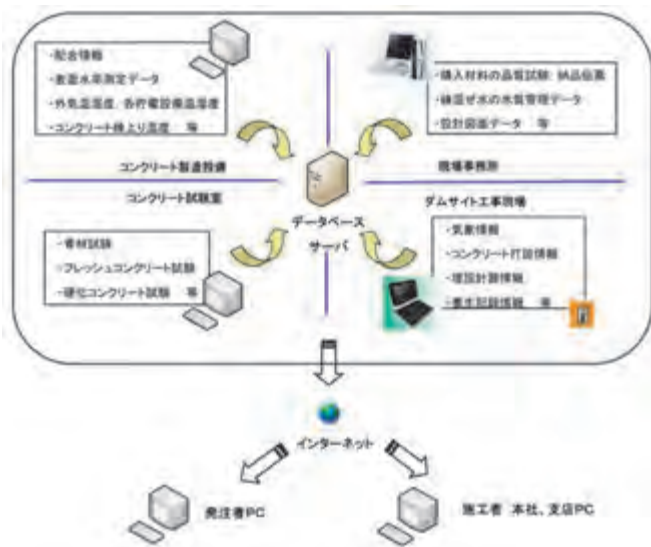 ・配合情報
・表面水率測定データ
・外気温湿度、各貯蔵設備温湿度
・コンクリート練上り温度 等
コンクリート製造設備
・購入材料の品質試験、納品伝票
・練混ぜ水の水質管理データ
・設計図面データ 等
現場事務所
コンクリート試験室
・骨材試験
・フレッシュコンクリート試験
・硬化コンクリート試験 等
データベース
サーバ
ダムサイト工事現場
・気象情報
・コンクリート打設情報
・埋設計器情報
・養生記録情報 等
インターネット
発注者PC
施工者 本社、支店PC